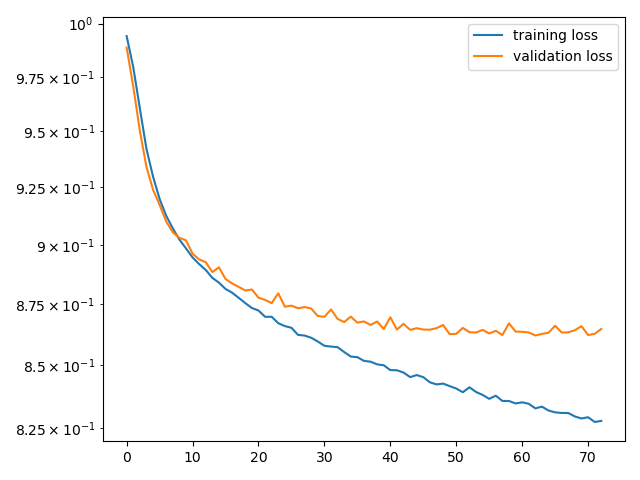 10⁰
9.75 × 10⁻¹
9.5 × 10⁻¹
9.25 × 10⁻¹
9 × 10⁻¹
8.75 × 10⁻¹
8.5 × 10⁻¹
8.25 × 10⁻¹
training loss
validation loss
0 10 20 30 40 50 60 70